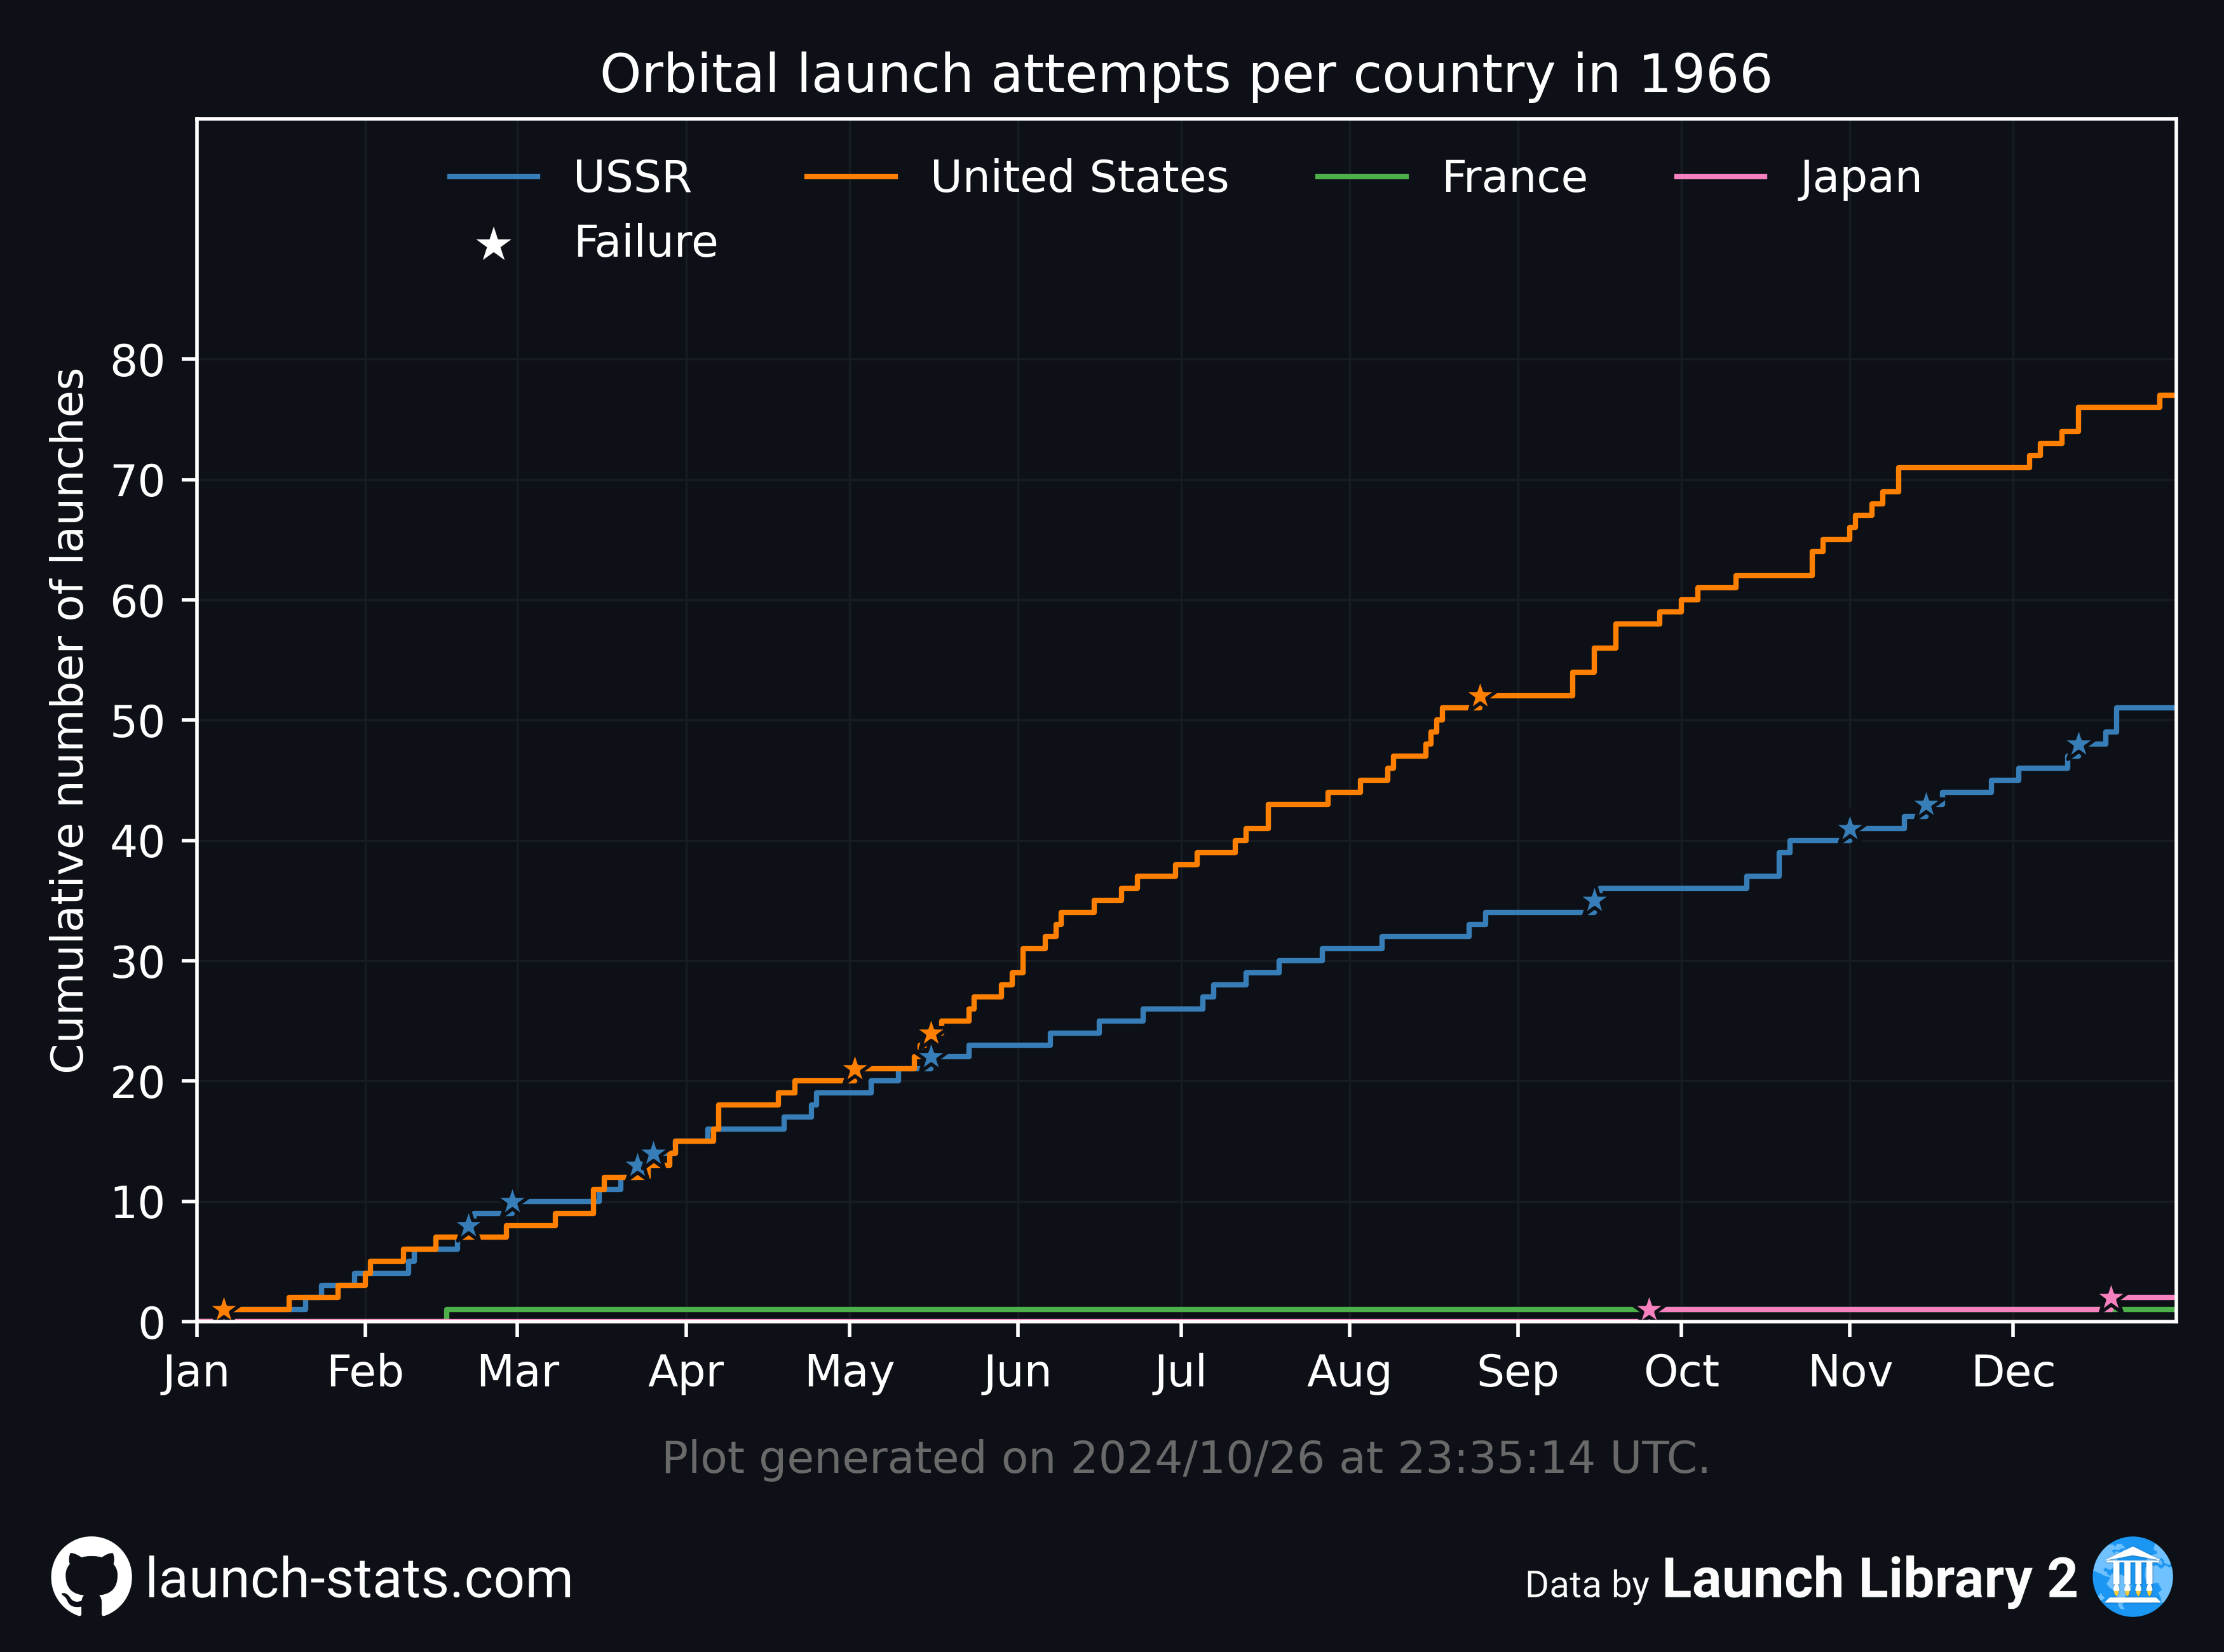 Orbital launch attempts per country in 1966
USSR United States France Japan
Failure
Cumulative number of launches
80
70
60
50
40
30
20
10
0
Jan Feb Mar Apr May Jun Jul Aug Sep Oct Nov Dec
Plot generated on 2024/10/26 at 23:35:14 UTC.
launch-stats.com
Data by Launch Library 2